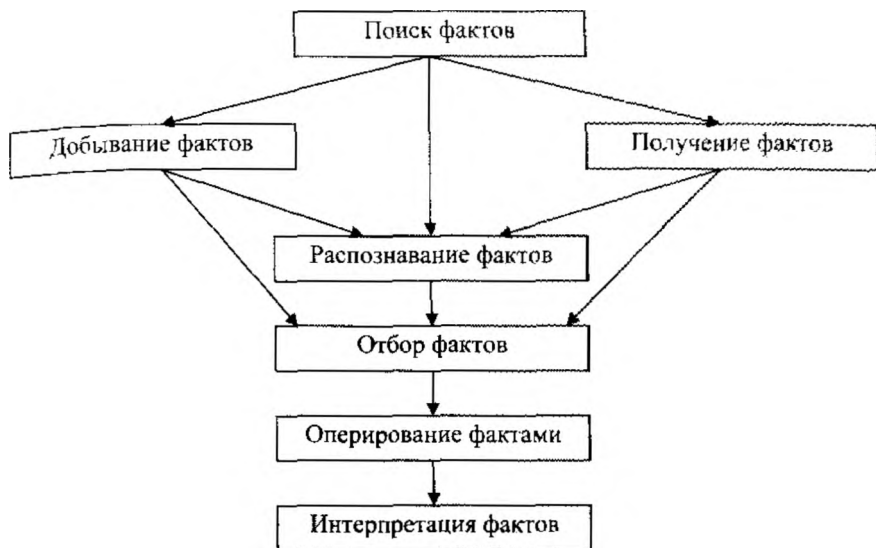 Поиск фактов
Добывание фактов
Получение фактов
Распознавание фактов
Отбор фактов
Оперирование фактами
Интерпретация фактов